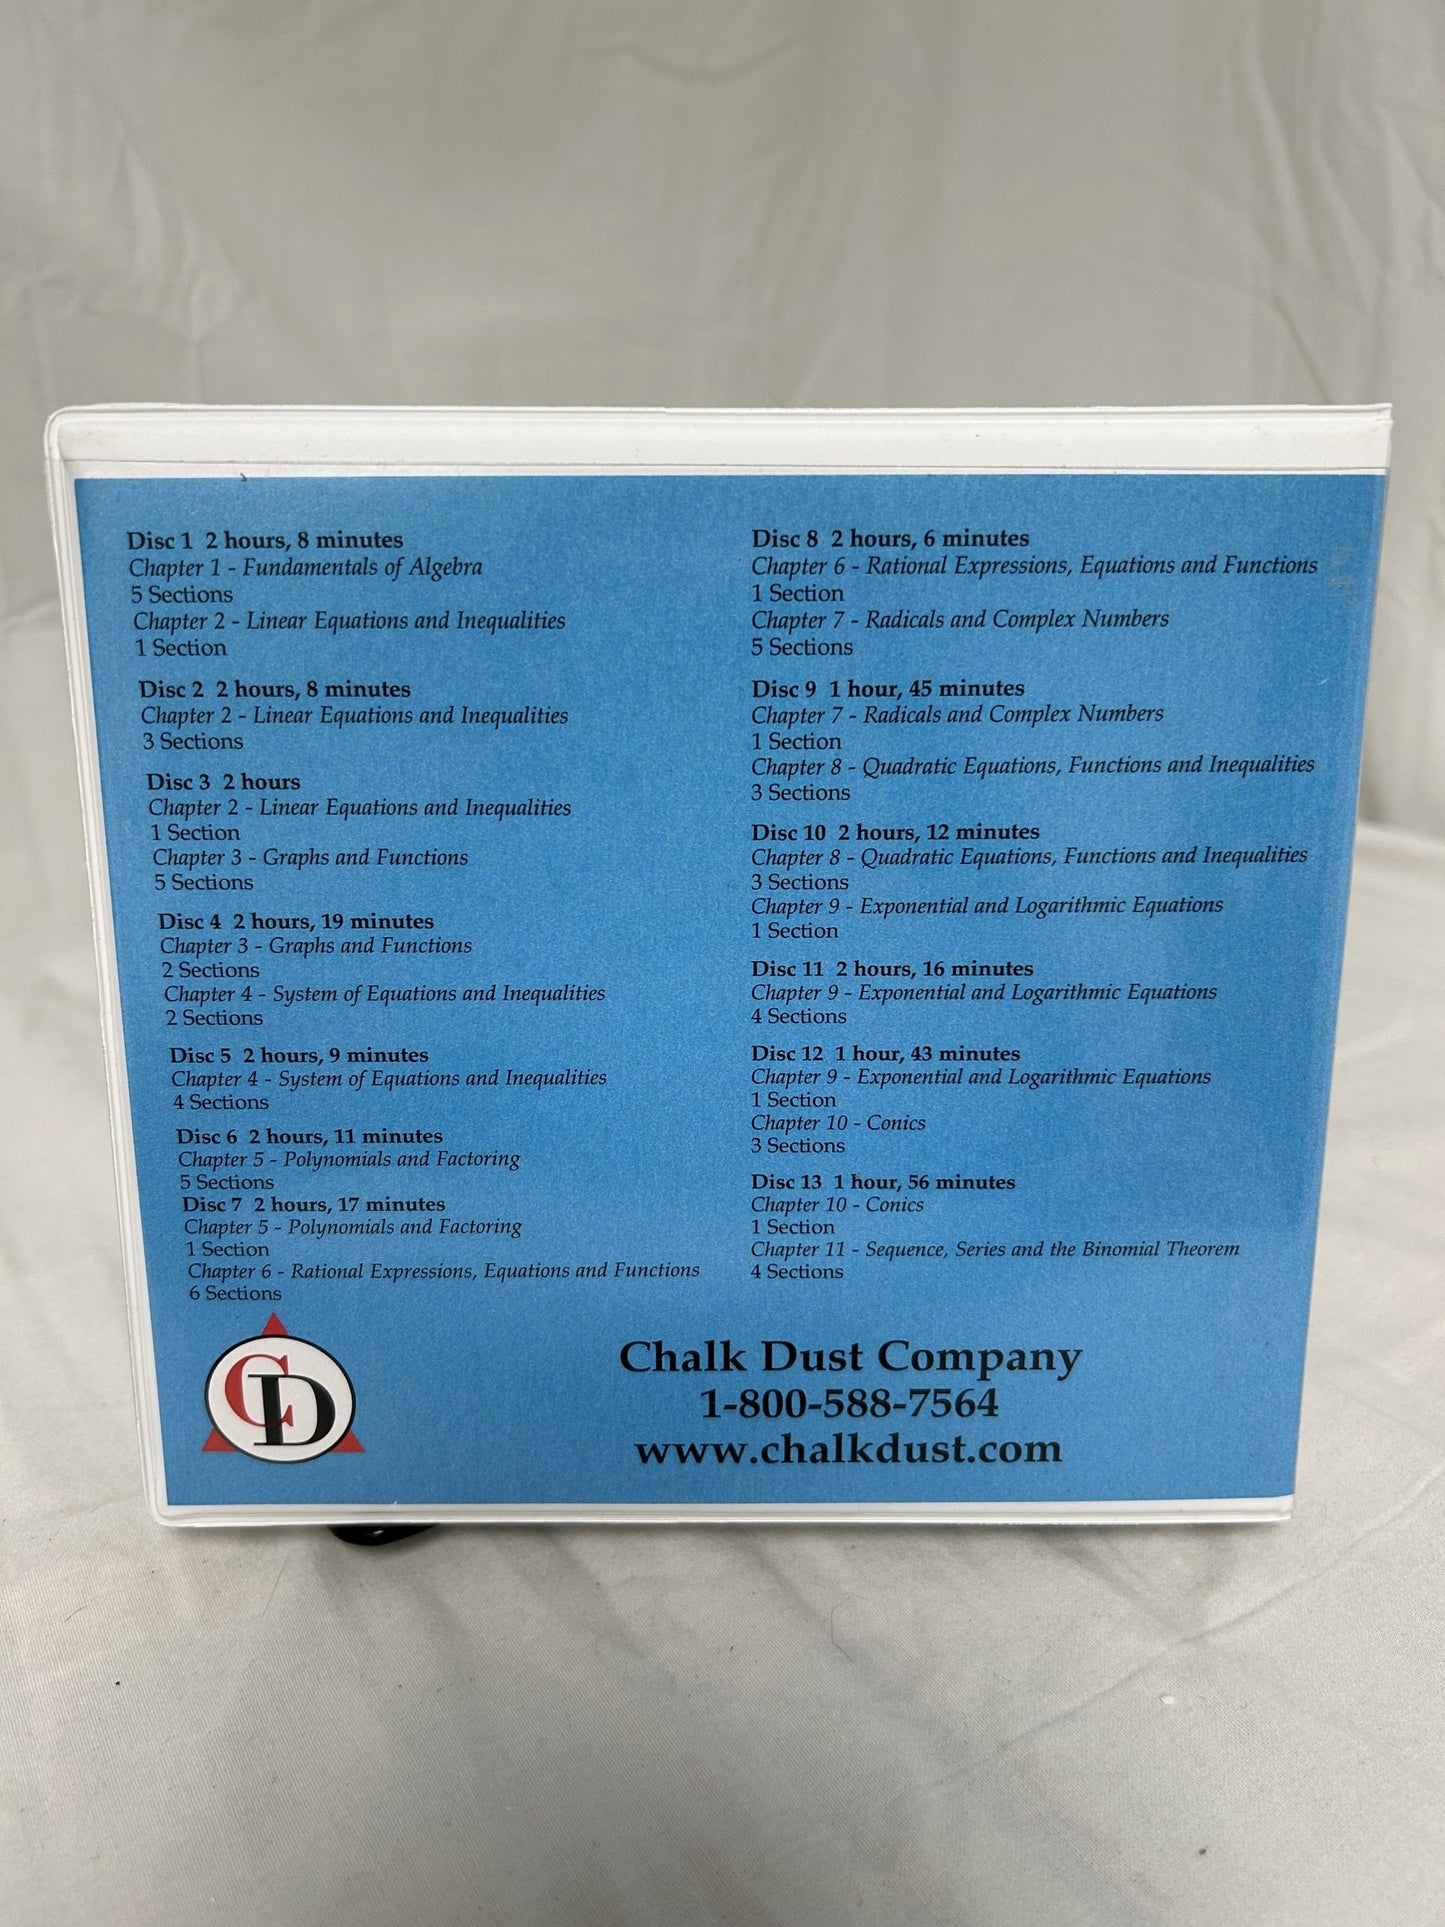 Disc 1 2 hours, 8 minutes
Chapter 1 - Fundamentals of Algebra
5 Sections
Chapter 2 - Linear Equations and Inequalities
1 Section
Disc 2 2 hours, 8 minutes
Chapter 2 - Linear Equations and Inequalities
3 Sections
Disc 3 2 hours
Chapter 2 - Linear Equations and Inequalities
1 Section
Chapter 3 - Graphs and Functions
5 Sections
Disc 4 2 hours, 19 minutes
Chapter 3 - Graphs and Functions
2 Sections
Chapter 4 - System of Equations and Inequalities
2 Sections
Disc 5 2 hours, 9 minutes
Chapter 4 - System of Equations and Inequalities
4 Sections
Disc 6 2 hours, 11 minutes
Chapter 5 - Polynomials and Factoring
5 Sections
Disc 7 2 hours, 17 minutes
Chapter 5 - Polynomials and Factoring
1 Section
Chapter 6 - Rational Expressions, Equations and Functions
6 Sections
Disc 8 2 hours, 6 minutes
Chapter 6 - Rational Expressions, Equations and Functions
1 Section
Chapter 7 - Radicals and Complex Numbers
5 Sections
Disc 9 1 hour, 45 minutes
Chapter 7 - Radicals and Complex Numbers
1 Section
Chapter 8 - Quadratic Equations, Functions and Inequalities
3 Sections
Disc 10 2 hours, 12 minutes
Chapter 8 - Quadratic Equations, Functions and Inequalities
3 Sections
Chapter 9 - Exponential and Logarithmic Equations
1 Section
Disc 11 2 hours, 16 minutes
Chapter 9 - Exponential and Logarithmic Equations
4 Sections
Disc 12 1 hour, 43 minutes
Chapter 9 - Exponential and Logarithmic Equations
1 Section
Chapter 10 - Conics
3 Sections
Disc 13 1 hour, 56 minutes
Chapter 10 - Conics
1 Section
Chapter 11 - Sequence, Series and the Binomial Theorem
4 Sections
CD
Chalk Dust Company
1-800-588-7564
www.chalkdust.com